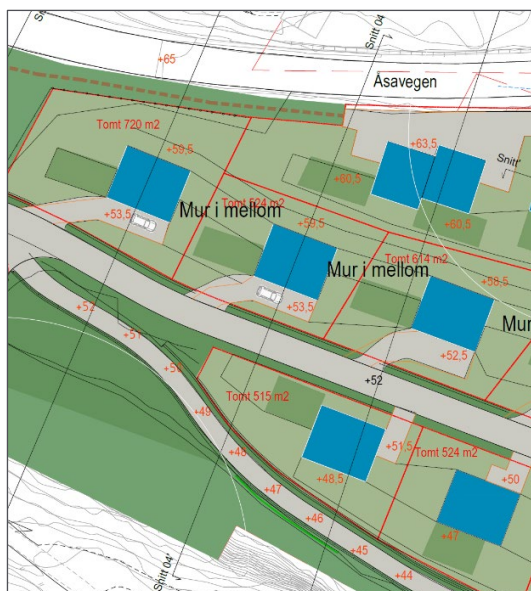 Snitt 04
+65
Åsavegen
Tomt 720 m2
+59,5
+63,5
Snitt'
+60,5
Tomt 524 m2
+53,5
Mur i mellom
+59,5
+60,5
Tomt 614 m2
Mur i mellom
+58,5
+52
+53,5
Mur
+51
+52,5
+50
+52
Tomt 515 m2
+49
+51,5
Tomt 524 m2
+48
+48,5
+50
+47
+46
+47
+45
+44
Snitt 04'